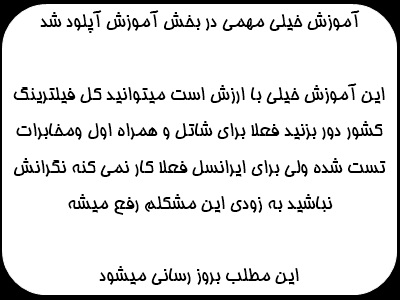 آموزش خیلی مهمی در بخش آموزش آپلود شد
این آموزش خیلی با ارزش است میتوانید کل فیلترینگ
کشور دور بزنید فعلا برای شاتل و همراه اول ومخابرات
تست شده ولی برای ایرانسل فعلا کار نمی کنه نگرانش
نباشید به زودی این مشکلم رفع میشه
این مطلب بروز رسانی میشود